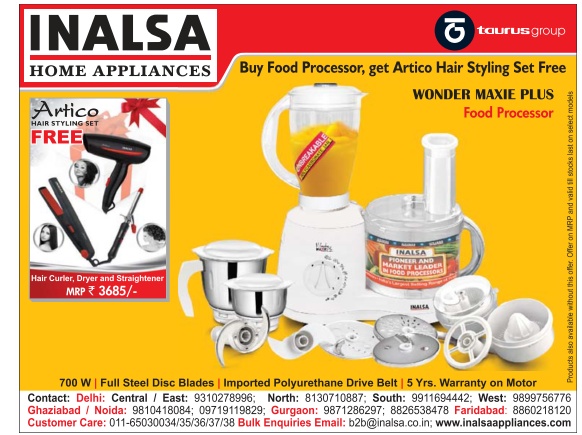 INALSA
HOME APPLIANCES
taurusgroup
Buy Food Processor, get Artico Hair Styling Set Free
WONDER MAXIE PLUS
Food Processor
Artico
HAIR STYLING SET
FREE
Hair Curler, Dryer and Straightener
MRP ₹ 3685/-
UNBREAKABLE
INALSA
PIONEER AND
MARKET LEADER
IN FOOD PROCESSORS
INALSA
Products also available without this offer. Offer on MRP and valid till stocks last on select models
700 W | Full Steel Disc Blades | Imported Polyurethane Drive Belt | 5 Yrs. Warranty on Motor
Contact: Delhi: Central / East: 9310278996; North: 8130710887; South: 9911694442; West: 9899756776
Ghaziabad / Noida: 9810418084; 09719119829; Gurgaon: 9871286297; 8826538478 Faridabad: 8860218120
Customer Care: 011-65030034/35/36/37/38 Bulk Enquiries Email: b2b@inalsa.co.in; www.inalsaappliances.com